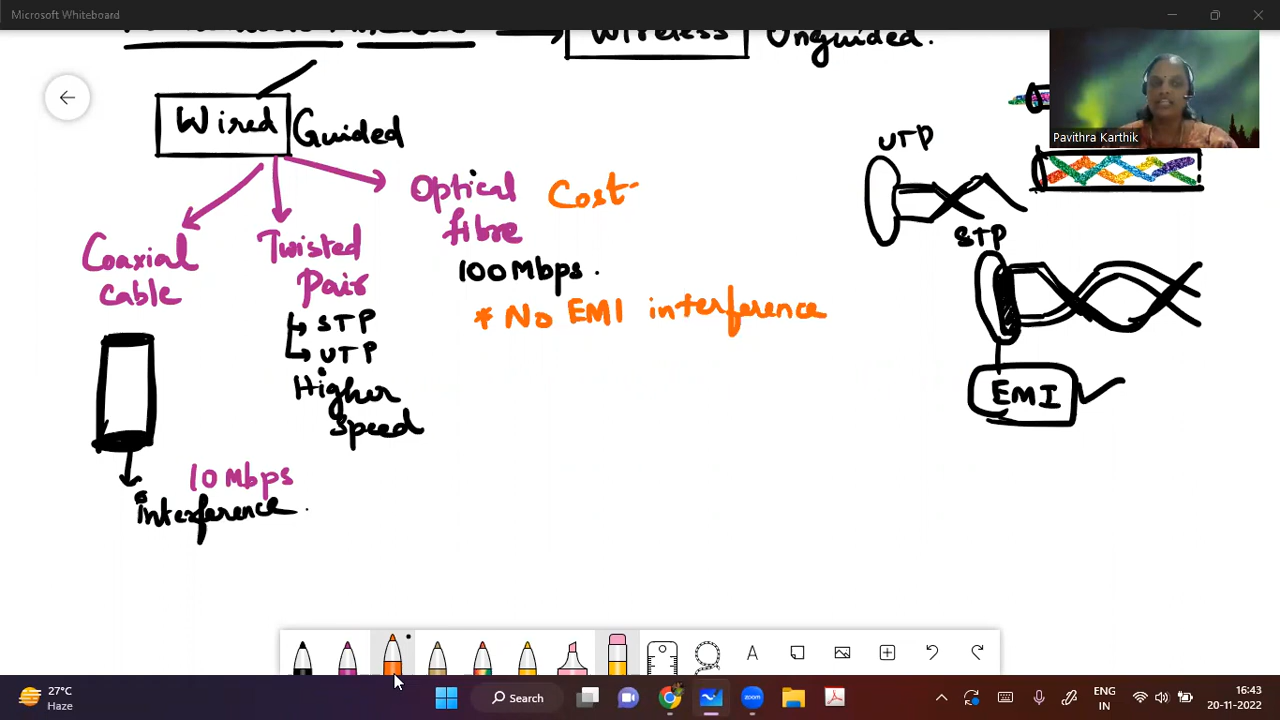 Microsoft Whiteboard
Wireless
Unguided.
Wired
Guided
Pavithra Karthik
UTP
Optical
fibre
Cost-
Coaxial
cable
Twisted
Pair
STP
100 Mbps.
* No EMI interference
STP
UTP
Higher
Speed
EMI
10 Mbps
interference.
A
27°C
Haze
Search
ENG
IN
16:43
20-11-2022